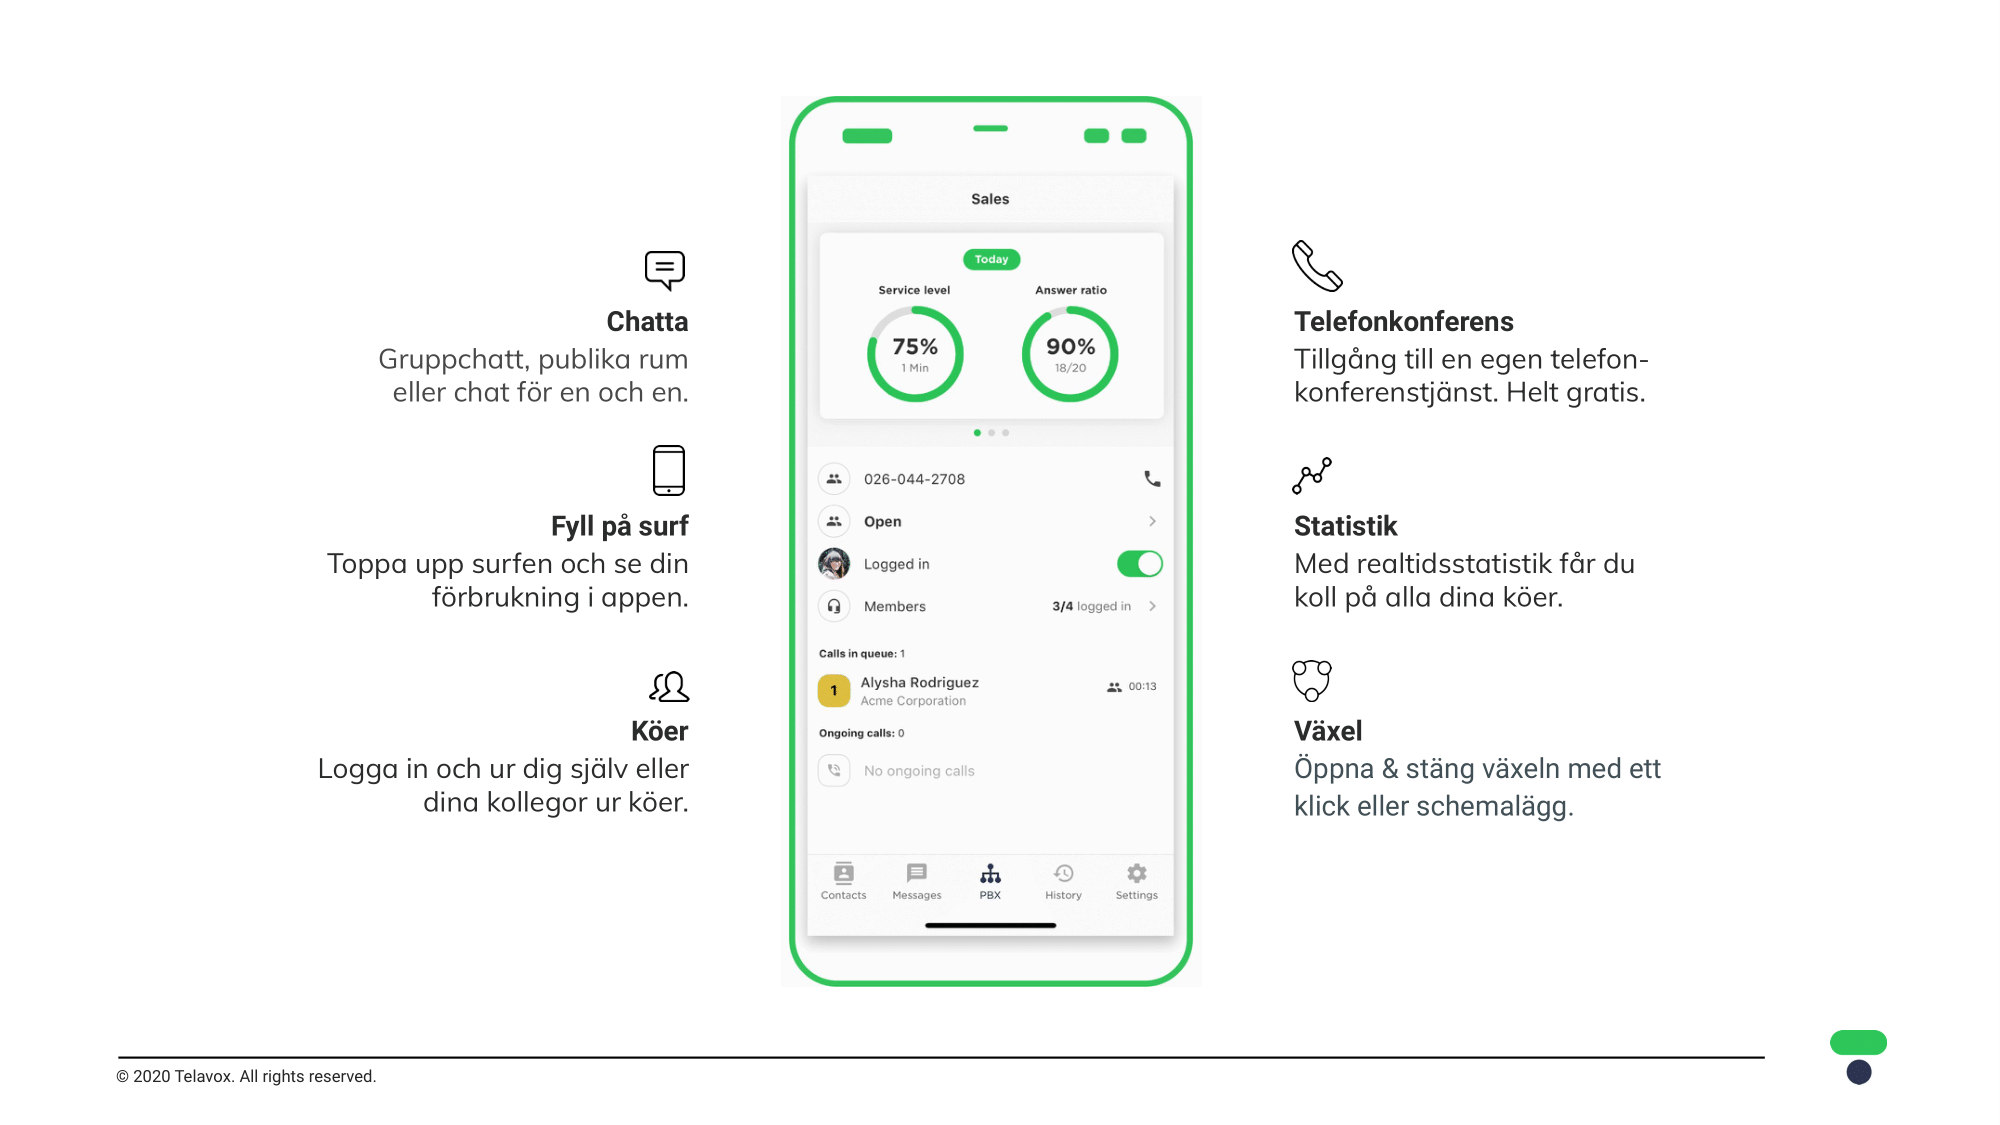 Chatta
Gruppchatt, publika rum
eller chat för en och en.
Fyll på surf
Toppa upp surfen och se din
förbrukning i appen.
Köer
Logga in och ur dig själv eller
dina kollegor ur köer.
Sales
Today
Service level
Answer ratio
75%
1 Min
90%
18/20
026-044-2708
Open
Logged in
Members 3/4 logged in
Calls in queue: 1
1
Alysha Rodriguez
Acme Corporation
00:13
Ongoing calls: 0
No ongoing calls
Contacts Messages PBX History Settings
Telefonkonferens
Tillgång till en egen telefon-
konferenstjänst. Helt gratis.
Statistik
Med realtidsstatistik får du
koll på alla dina köer.
Växel
Öppna & stäng växeln med ett
klick eller schemalägg.
© 2020 Telavox. All rights reserved.